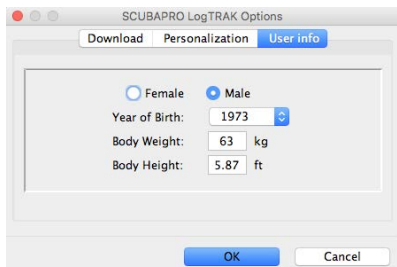 SCUBAPRO LogTRAK Options
Download Personalization User info
Female Male
Year of Birth: 1973
Body Weight: 63 kg
Body Height: 5.87 ft
OK Cancel